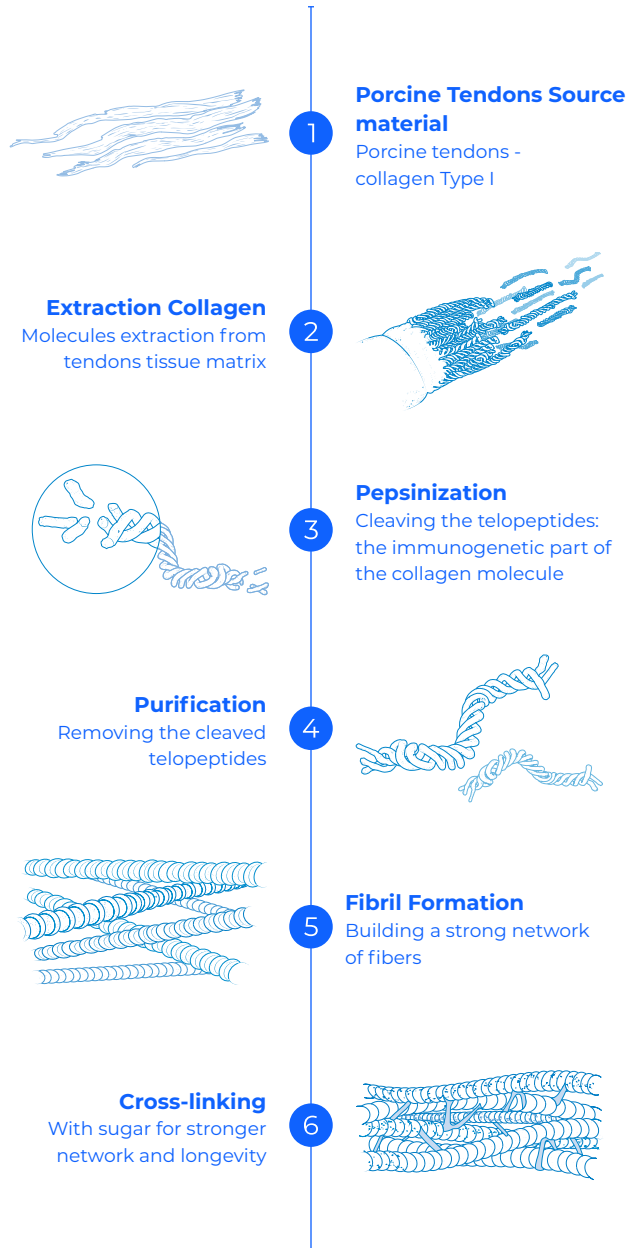 1
Porcine Tendons Source
material
Porcine tendons -
collagen Type I
Extraction Collagen
Molecules extraction from
tendons tissue matrix
2
3
Pepsinization
Cleaving the telopeptides:
the immunogenetic part of
the collagen molecule
Purification
Removing the cleaved
telopeptides
4
5
Fibril Formation
Building a strong network
of fibers
Cross-linking
With sugar for stronger
network and longevity
6